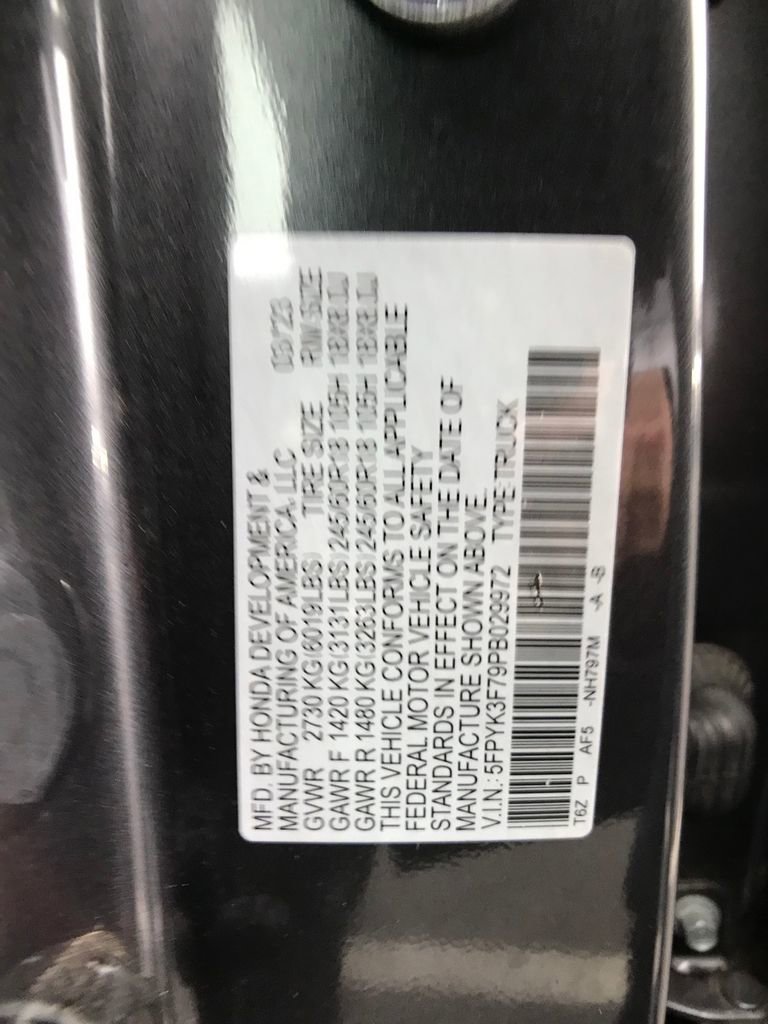 MFD. BY HONDA DEVELOPMENT &
MANUFACTURING OF AMERICA, LLC 03/23
GVWR 2730 KG(6019LBS) TIRE SIZE RIM SIZE
GAWR F 1420 KG(3131LBS) 245/60R18 105H 18X8.0J
GAWR R 1480 KG(3263LBS) 245/60R18 105H 18X8.0J
THIS VEHICLE CONFORMS TO ALL APPLICABLE
FEDERAL MOTOR VEHICLE SAFETY
STANDARDS IN EFFECT ON THE DATE OF
MANUFACTURE SHOWN ABOVE.
V.I.N.: 5FPYK3F79PB029972 TYPE:TRUCK
T6Z P AF5 -NH797M -A -B